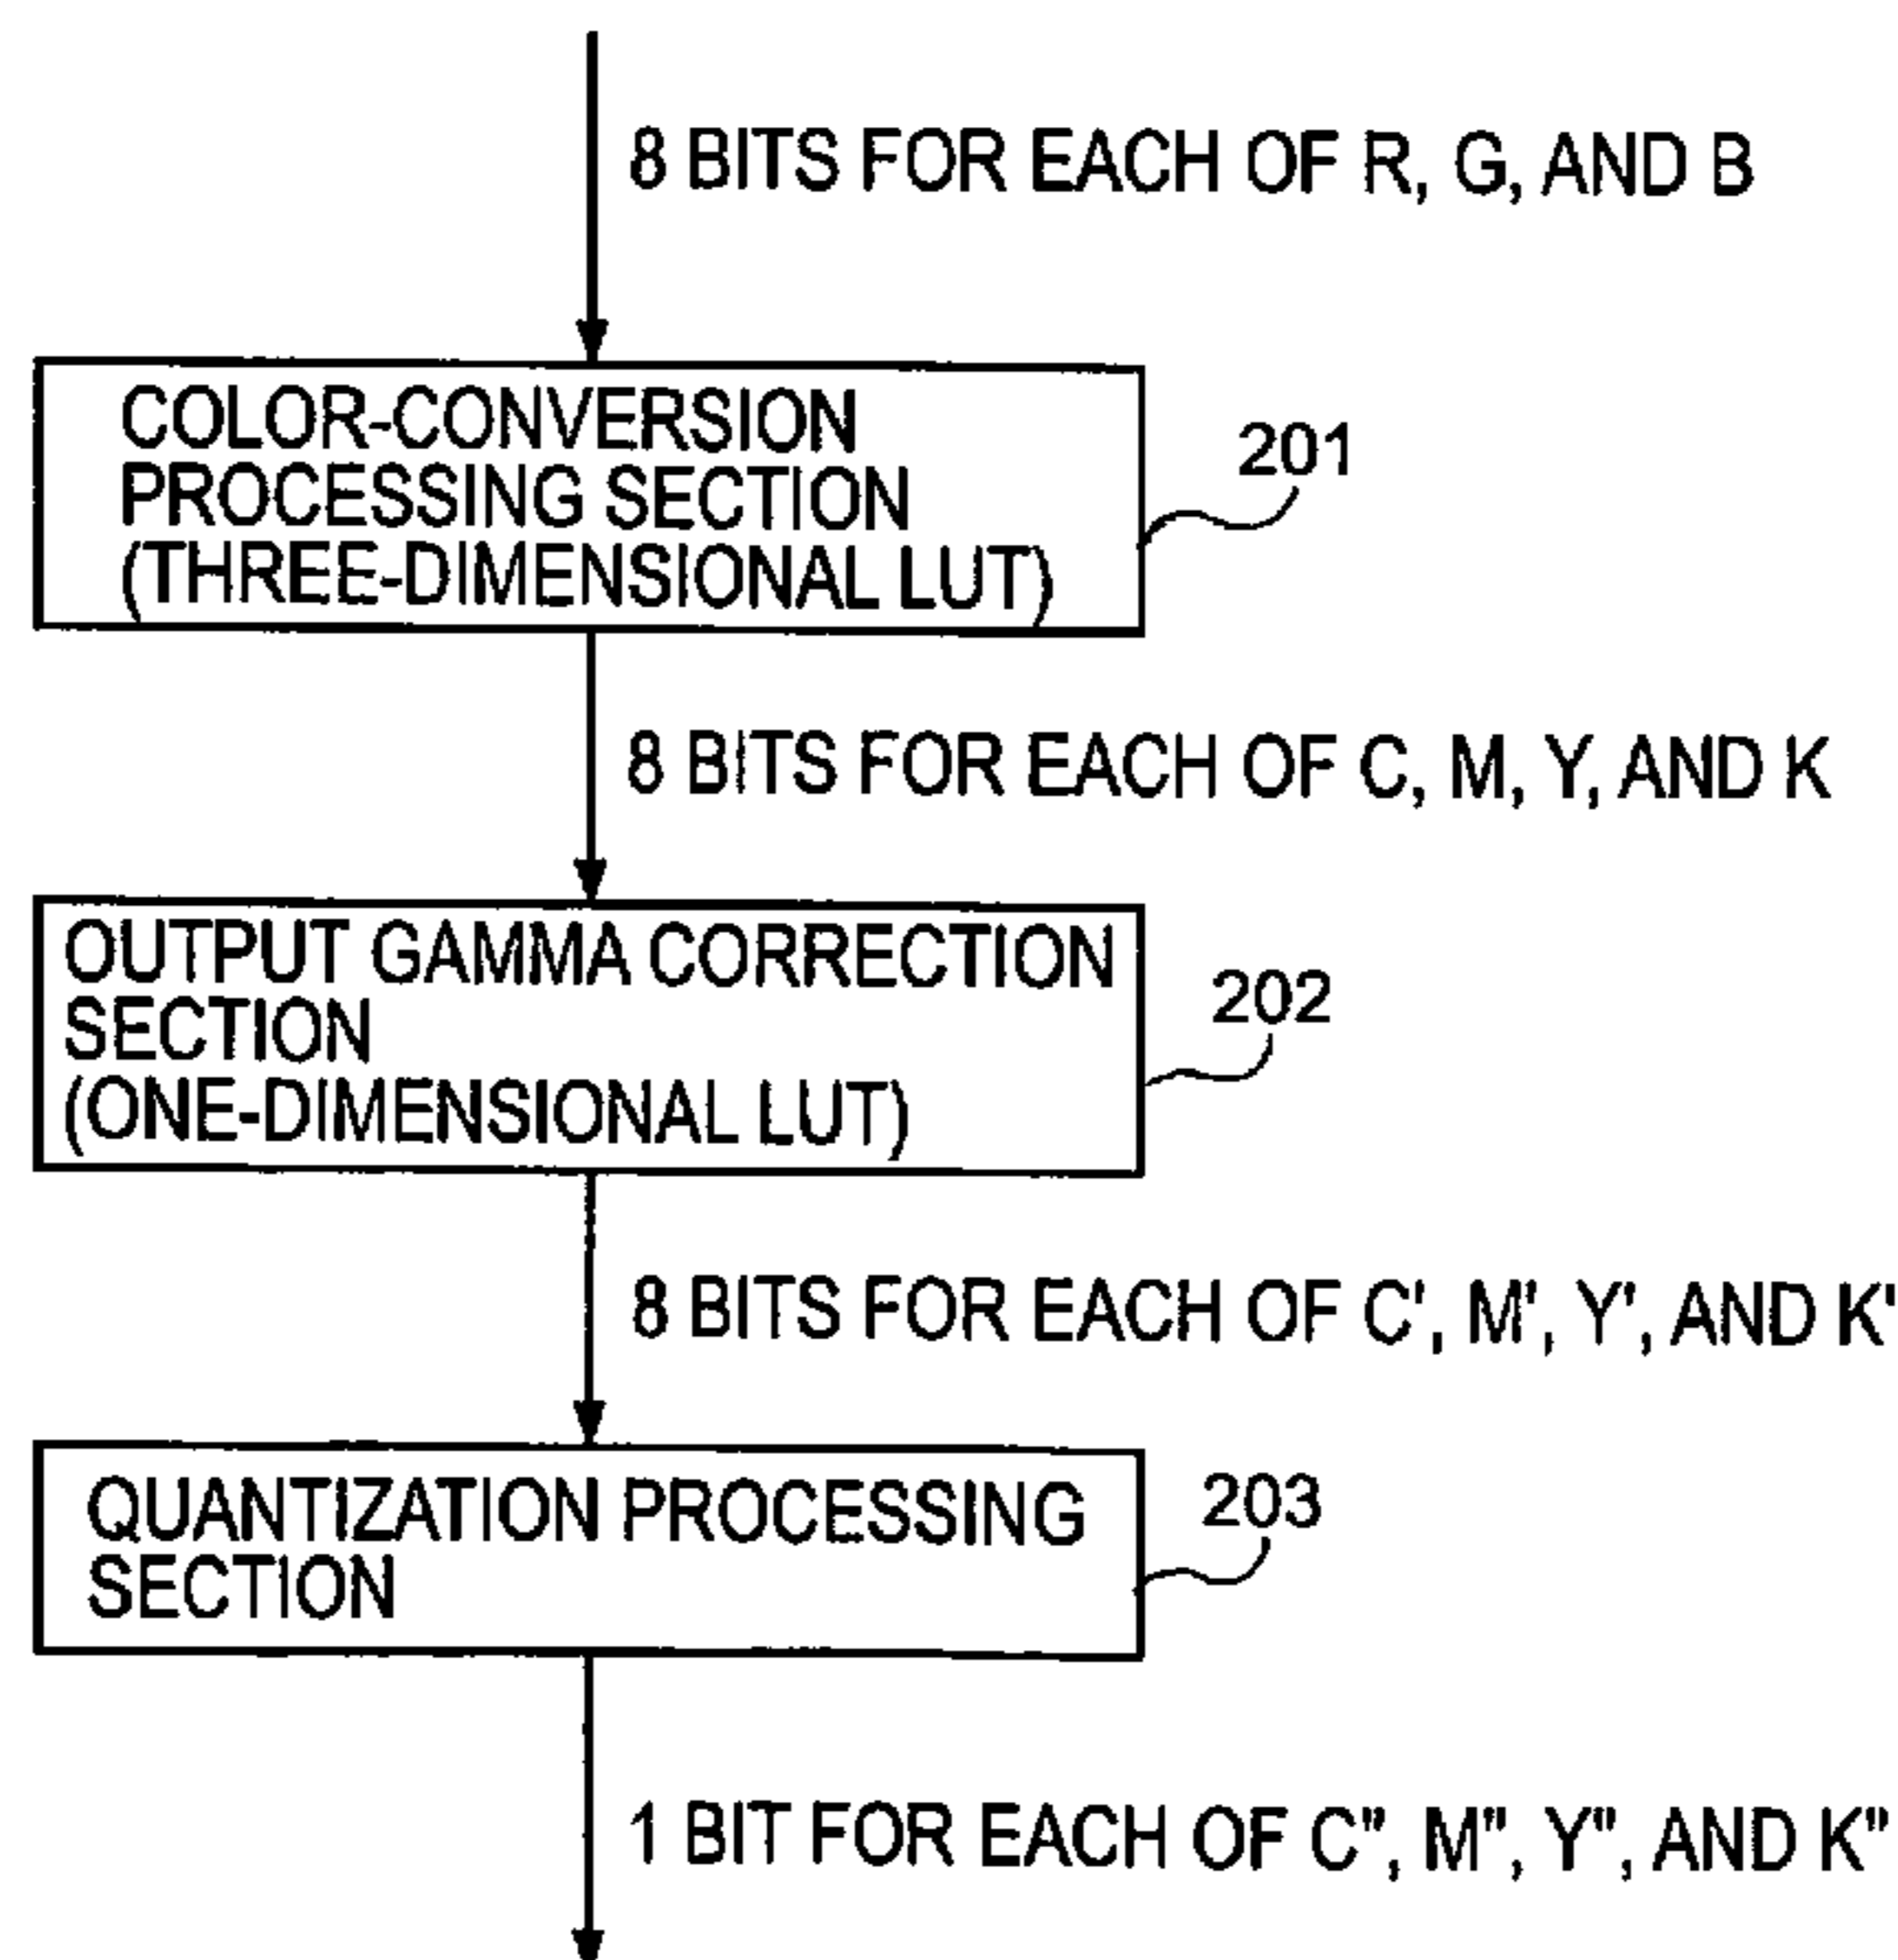 8 BITS FOR EACH OF R, G, AND B
COLOR-CONVERSION
PROCESSING SECTION
(THREE-DIMENSIONAL LUT)
201
8 BITS FOR EACH OF C, M, Y, AND K
OUTPUT GAMMA CORRECTION
SECTION
(ONE-DIMENSIONAL LUT)
202
8 BITS FOR EACH OF C', M', Y', AND K'
QUANTIZATION PROCESSING
SECTION
203
1 BIT FOR EACH OF C", M", Y", AND K"